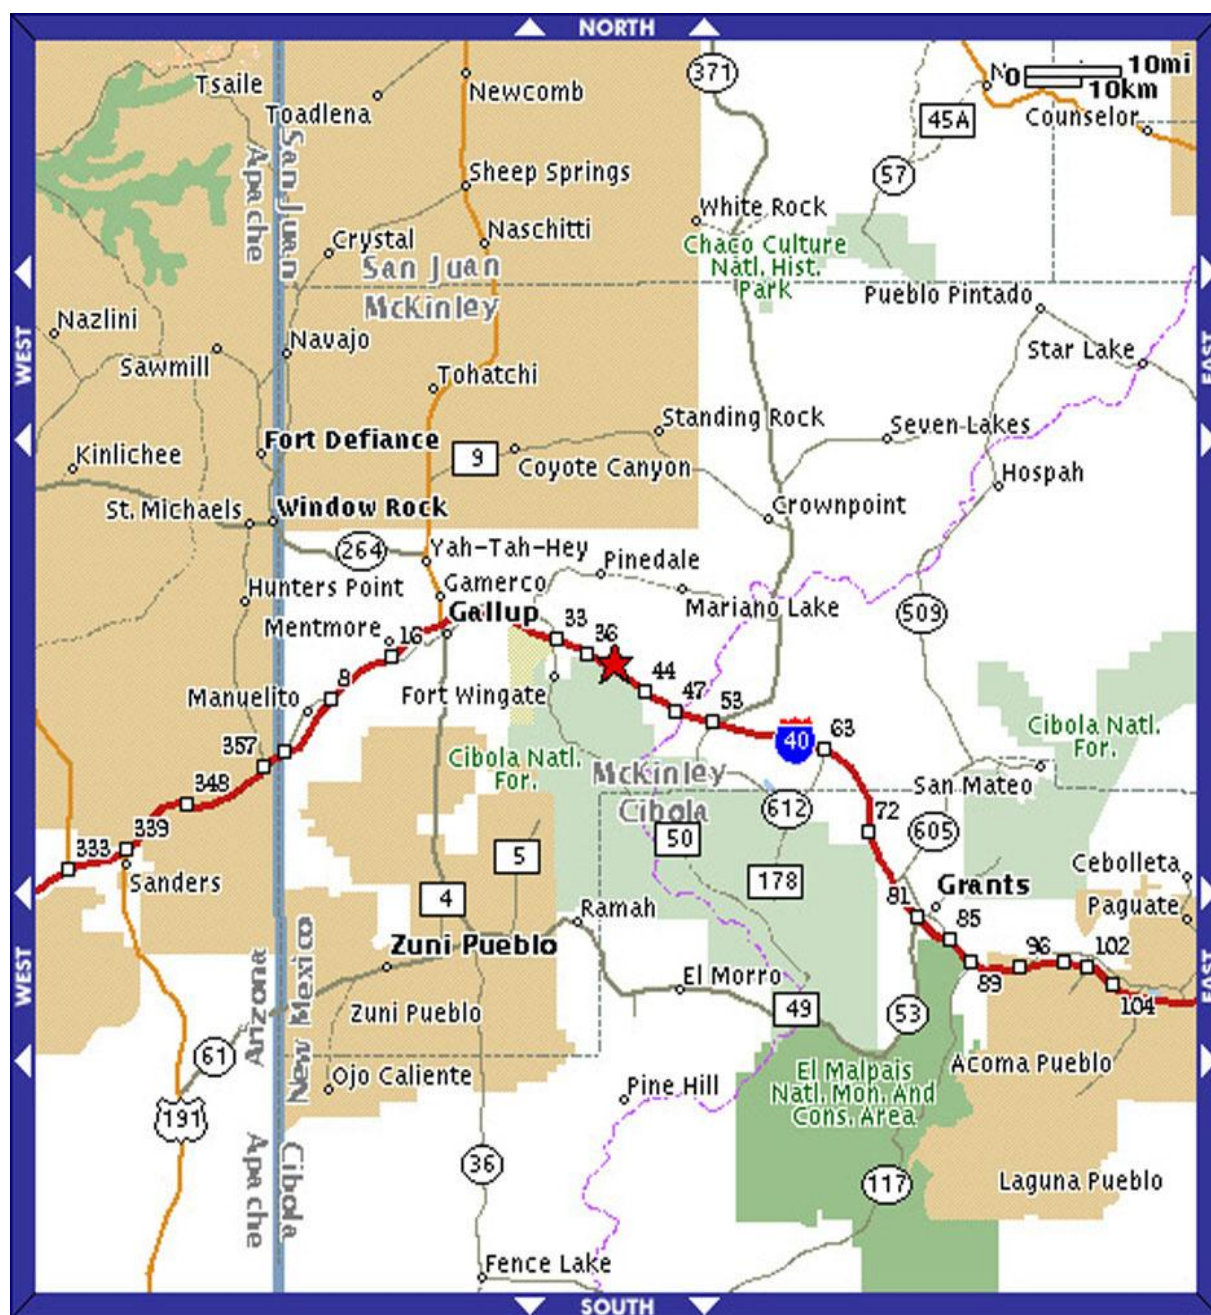 NORTH
371
Tsaile
Toadlena
Newcomb
N
0
10mi
10km
45A
Counselor
San Juan
Apache
Sheep Springs
57
White Rock
Naschitti
Crystal
San Juan
McKinley
Chaco Culture
Natl. Hist.
Park
Pueblo Pintado
WEST
EAST
Nazlini
Navajo
Sawmill
Star Lake
Tohatchi
Standing Rock
Seven Lakes
Fort Defiance
Kinlichee
9
Coyote Canyon
Hospah
St. Michaels
Window Rock
Crownpoint
264
Yah-Tah-Hey
Pinedale
Hunters Point
Gamerco
Mariano Lake
509
Mentmore
16
Gallup
33
36
44
47
53
Manuelito
8
Fort Wingate
40
63
Cibola Natl.
For.
357
Cibola Natl.
For.
McKinley
Cibola
San Mateo
348
612
72
605
333
339
50
5
Sanders
178
4
Cebolleta
Grants
81
85
Paguate
Ramah
Zuni Pueblo
96
102
WEST
EAST
El Morro
89
104
49
53
Zuni Pueblo
Arizona
New Mexico
61
Acoma Pueblo
Ojo Caliente
El Malpais
Natl. Mon. And
Cons. Area
Pine Hill
191
Apache
Cibola
36
117
Laguna Pueblo
Fence Lake
SOUTH